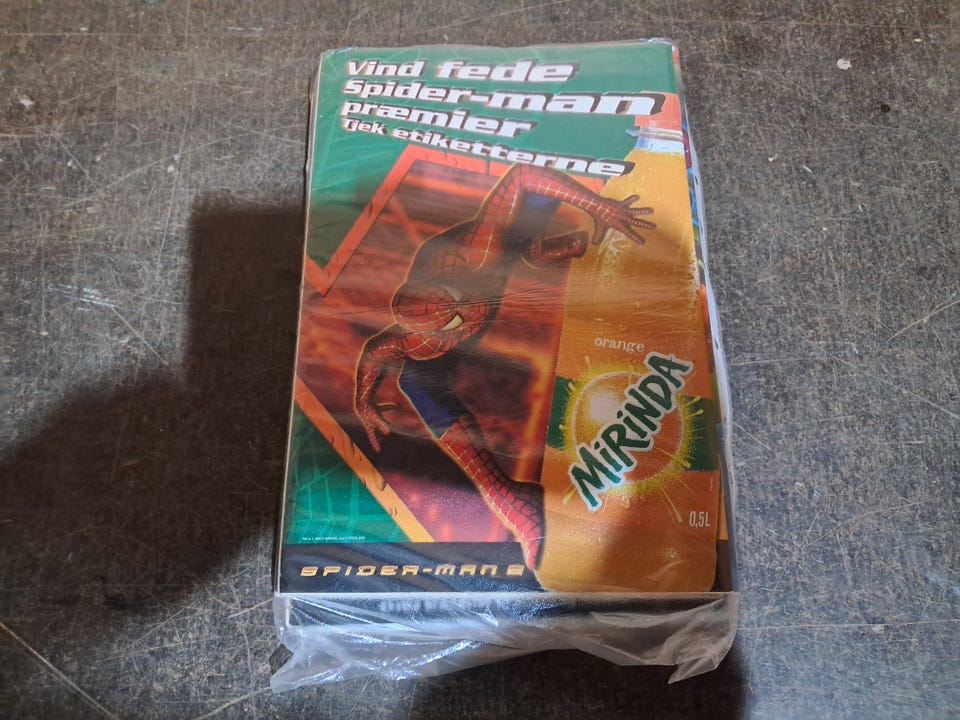 Vind fede
Spider-man
præmier
Tjek etiketterne
orange
MiRiNDA
0,5L
SPIDER-MAN 2